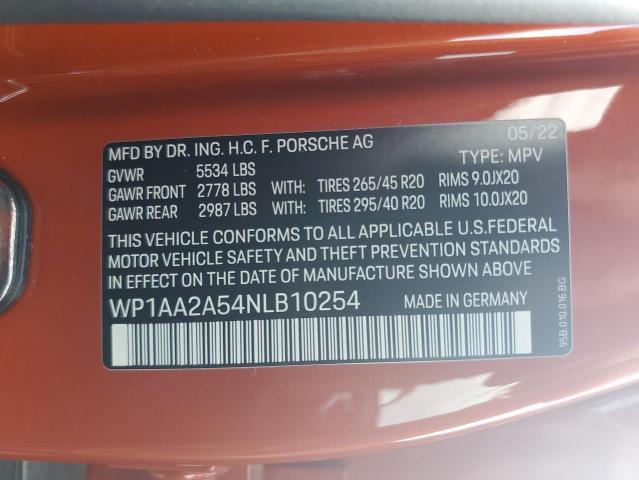 MFD BY DR. ING. H.C. F. PORSCHE AG 05/22
GVWR 5534 LBS TYPE: MPV
GAWR FRONT 2778 LBS WITH: TIRES 265/45 R20 RIMS 9.0JX20
GAWR REAR 2987 LBS WITH: TIRES 295/40 R20 RIMS 10.0JX20
THIS VEHICLE CONFORMS TO ALL APPLICABLE U.S.FEDERAL
MOTOR VEHICLE SAFETY AND THEFT PREVENTION STANDARDS
IN EFFECT ON THE DATE OF MANUFACTURE SHOWN ABOVE
WP1AA2A54NLB10254 MADE IN GERMANY
95B.010.016.BG